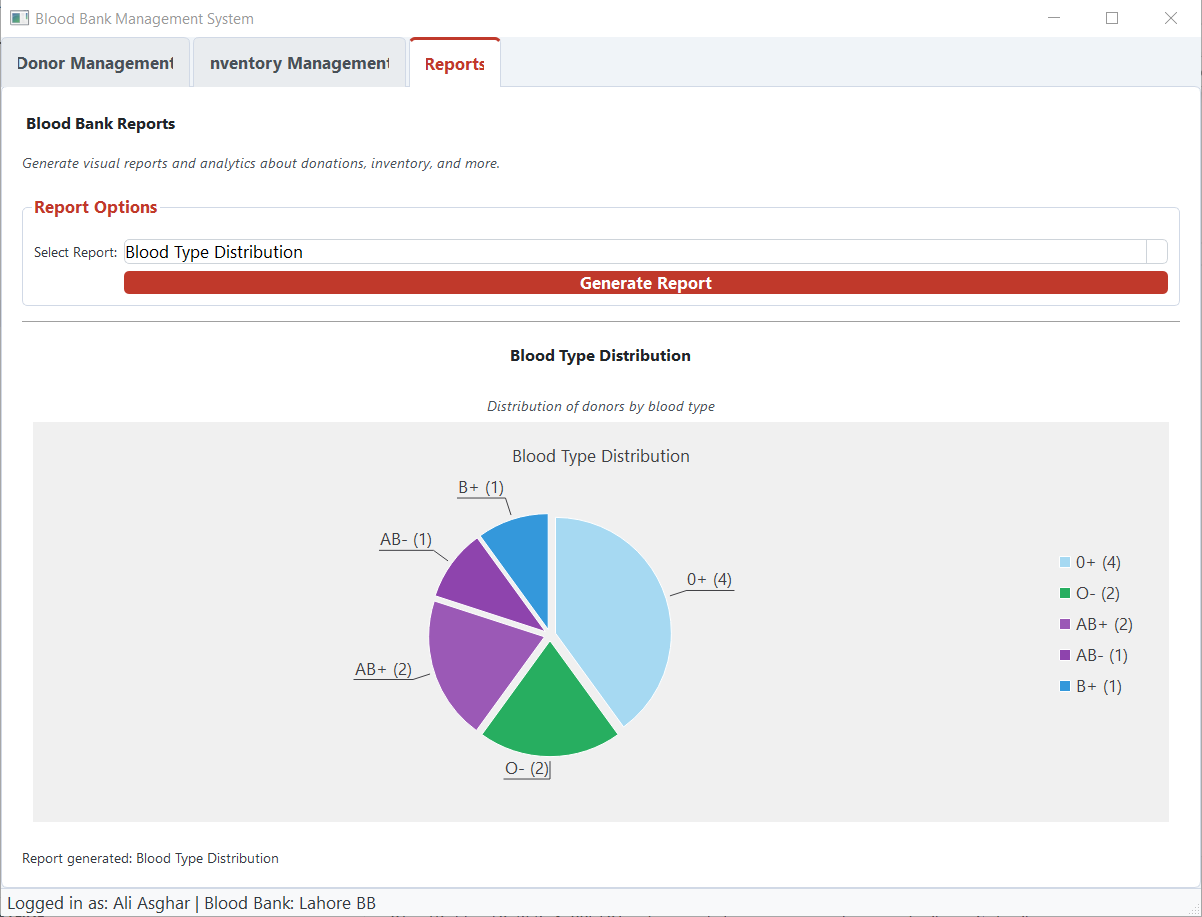 Blood Bank Management System
Donor Management
nventory Management
Reports
Blood Bank Reports
Generate visual reports and analytics about donations, inventory, and more.
Report Options
Select Report:
Blood Type Distribution
Generate Report
Blood Type Distribution
Distribution of donors by blood type
Blood Type Distribution
B+ (1)
AB- (1)
0+ (4)
AB+ (2)
O- (2)
0+ (4)
O- (2)
AB+ (2)
AB- (1)
B+ (1)
Report generated: Blood Type Distribution
Logged in as: Ali Asghar | Blood Bank: Lahore BB